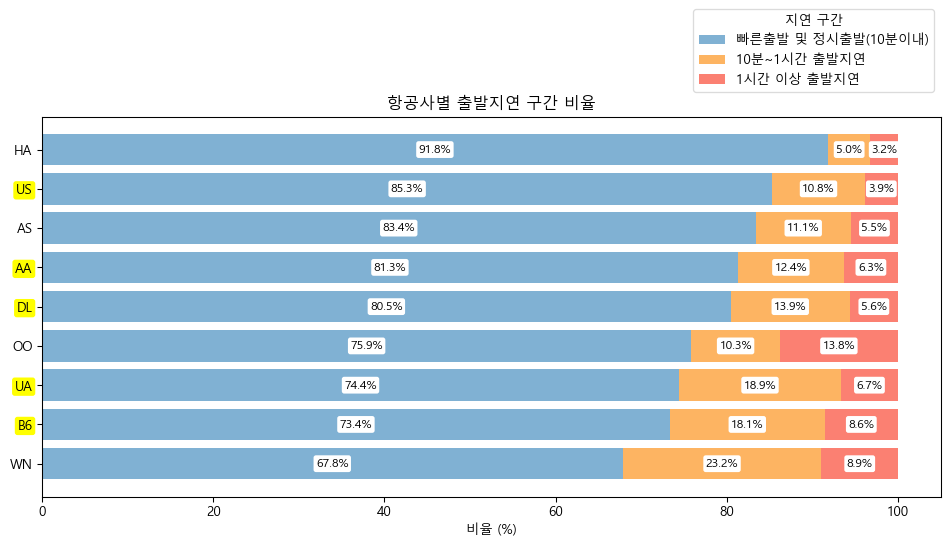 지연 구간
빠른출발 및 정시출발(10분이내)
10분~1시간 출발지연
1시간 이상 출발지연
항공사별 출발지연 구간 비율
HA 91.8% 5.0% 3.2%
US 85.3% 10.8% 3.9%
AS 83.4% 11.1% 5.5%
AA 81.3% 12.4% 6.3%
DL 80.5% 13.9% 5.6%
OO 75.9% 10.3% 13.8%
UA 74.4% 18.9% 6.7%
B6 73.4% 18.1% 8.6%
WN 67.8% 23.2% 8.9%
0 20 40 60 80 100
비율 (%)